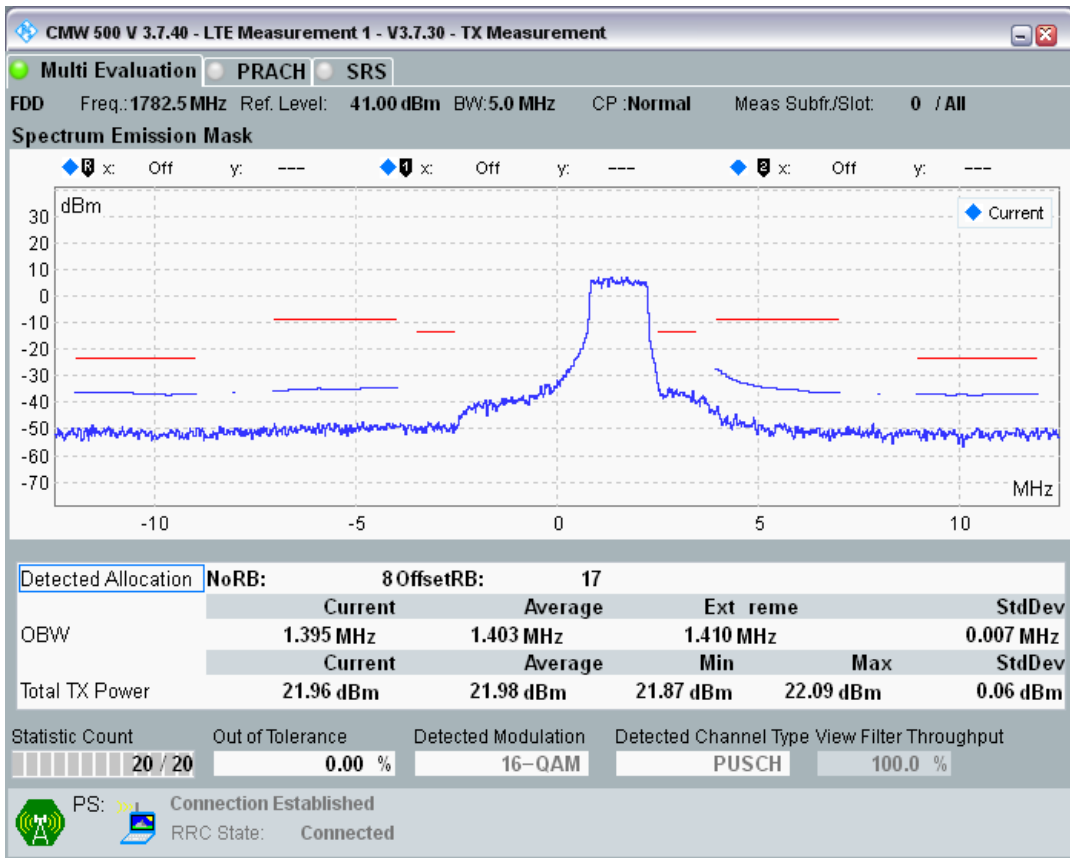 CMW 500 V 3.7.40 - LTE Measurement 1 - V3.7.30 - TX Measurement
Multi Evaluation PRACH SRS
FDD Freq.: 1782.5 MHz Ref. Level: 41.00 dBm BW: 5.0 MHz CP : Normal Meas Subfr./Slot: 0 / All
Spectrum Emission Mask
R x: Off y: --- 1 x: Off y: --- 2 x: Off y: ---
dBm
Current
30
20
10
0
-10
-20
-30
-40
-50
-60
-70
MHz
-10 -5 0 5 10
Detected Allocation NoRB: 8 OffsetRB: 17
Current Average Ext reme StdDev
OBW 1.395 MHz 1.403 MHz 1.410 MHz 0.007 MHz
Current Average Min Max StdDev
Total TX Power 21.96 dBm 21.98 dBm 21.87 dBm 22.09 dBm 0.06 dBm
Statistic Count Out of Tolerance Detected Modulation Detected Channel Type View Filter Throughput
20 / 20 0.00 % 16-QAM PUSCH 100.0 %
PS: Connection Established
RRC State: Connected